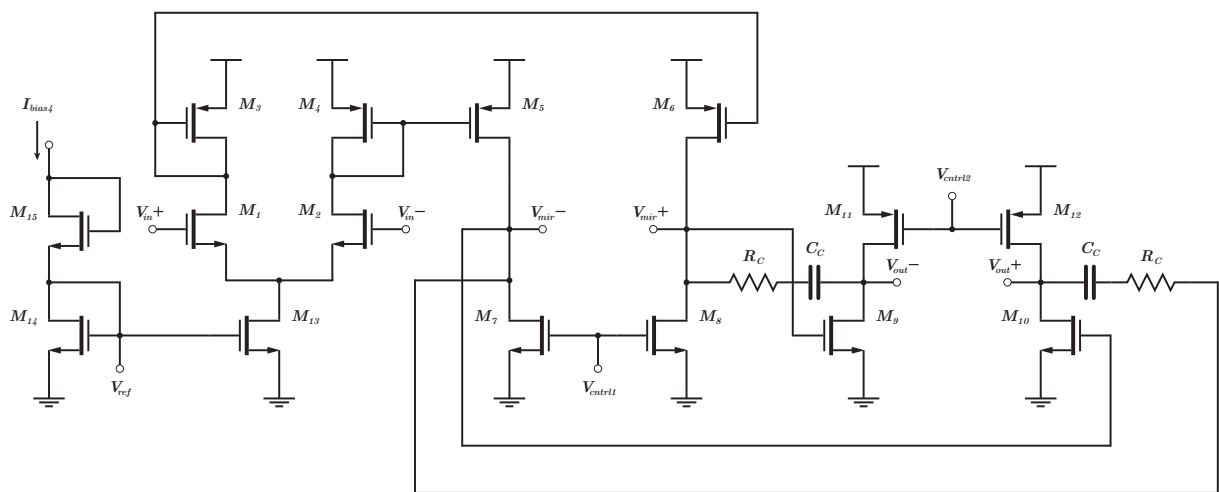 I_bias4
M_3
M_4
M_5
M_6
M_15
V_in+
M_1
M_2
V_in−
V_mir−
V_mir+
M_11
V_cntrl2
M_12
R_C
C_C
V_out−
V_out+
C_C
R_C
M_14
M_13
M_7
M_8
M_9
M_10
V_ref
V_cntrl1